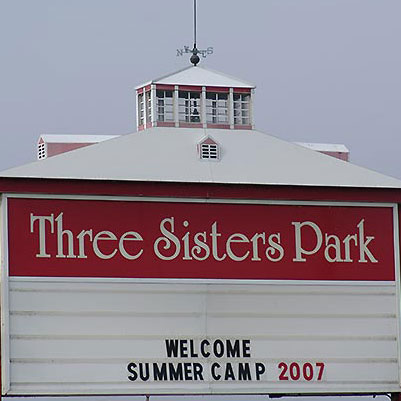 Three Sisters Park
WELCOME
SUMMER CAMP 2007